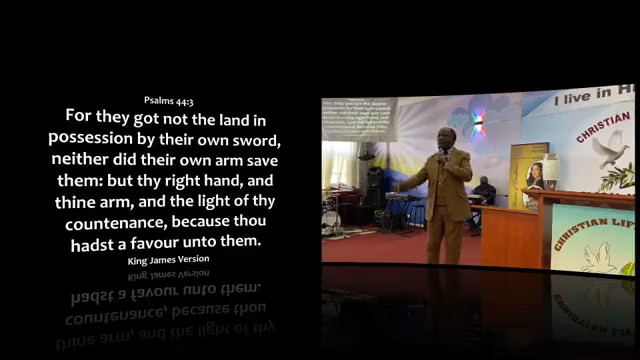 Psalms 44:3
For they got not the land in
possession by their own sword,
neither did their own arm save
them: but thy right hand, and
thine arm, and the light of thy
countenance, because thou
hadst a favour unto them.
King James Version
I live in
CHRISTIAN
CHRISTIAN